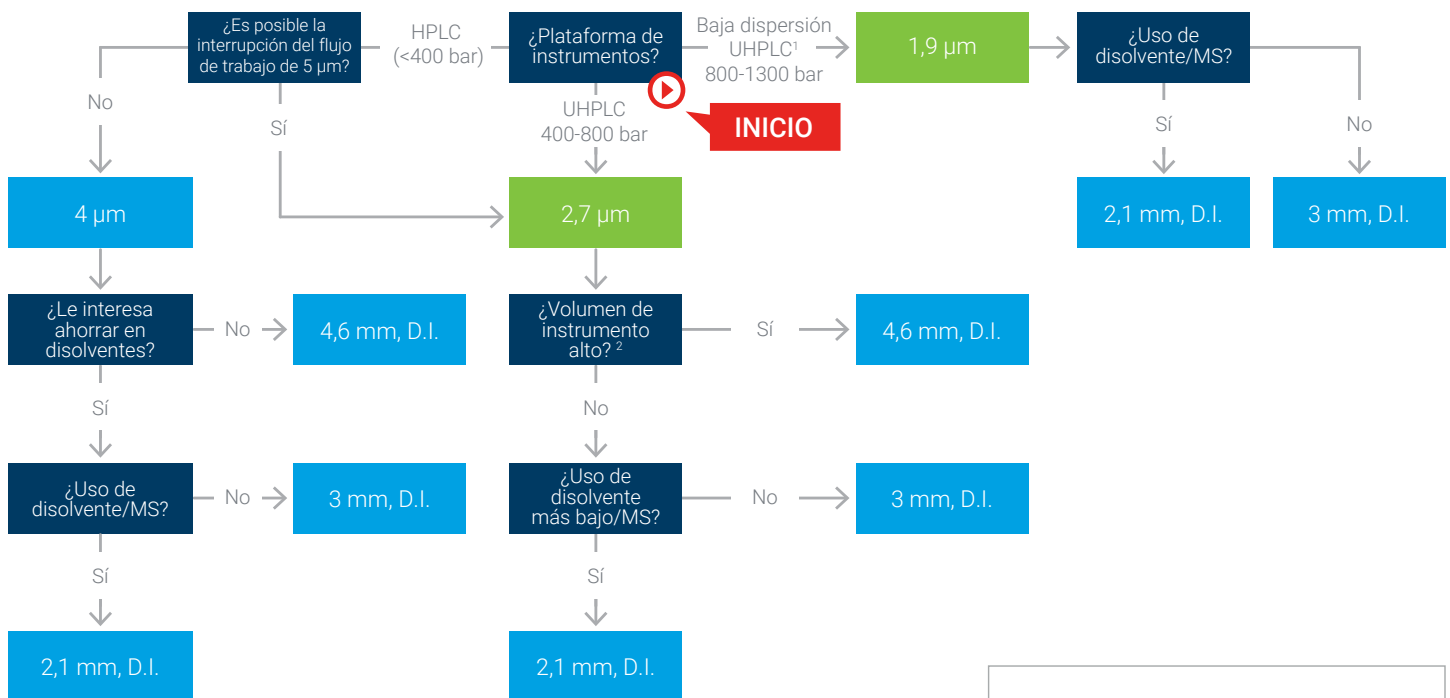 ¿Es posible la
interrupción del flujo
de trabajo de 5 µm?
HPLC
(<400 bar)
¿Plataforma de
instrumentos?
Baja dispersión
UHPLC¹
800-1300 bar
1,9 µm
¿Uso de
disolvente/MS?
No
Sí
UHPLC
400-800 bar
INICIO
Sí
No
4 µm
2,7 µm
2,1 mm, D.I.
3 mm, D.I.
¿Le interesa
ahorrar en
disolventes?
No
4,6 mm, D.I.
¿Volumen de
instrumento
alto? ²
Sí
4,6 mm, D.I.
Sí
No
¿Uso de
disolvente/MS?
No
3 mm, D.I.
¿Uso de
disolvente
más bajo/MS?
No
3 mm, D.I.
Sí
Sí
2,1 mm, D.I.
2,1 mm, D.I.